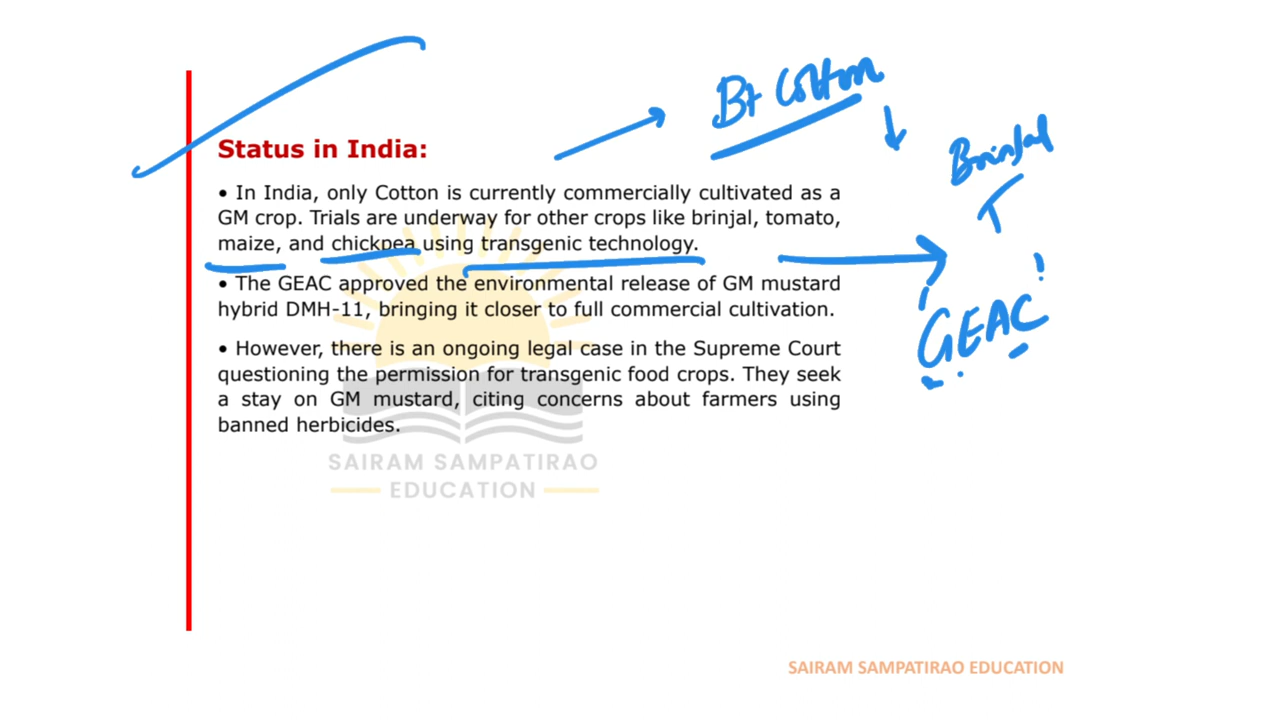 Bt Cotton
Brinjal
T
Status in India:
• In India, only Cotton is currently commercially cultivated as a
GM crop. Trials are underway for other crops like brinjal, tomato,
maize, and chickpea using transgenic technology.
• The GEAC approved the environmental release of GM mustard
hybrid DMH-11, bringing it closer to full commercial cultivation.
GEAC
• However, there is an ongoing legal case in the Supreme Court
questioning the permission for transgenic food crops. They seek
a stay on GM mustard, citing concerns about farmers using
banned herbicides.
SAIRAM SAMPATIRAO
EDUCATION
SAIRAM SAMPATIRAO EDUCATION